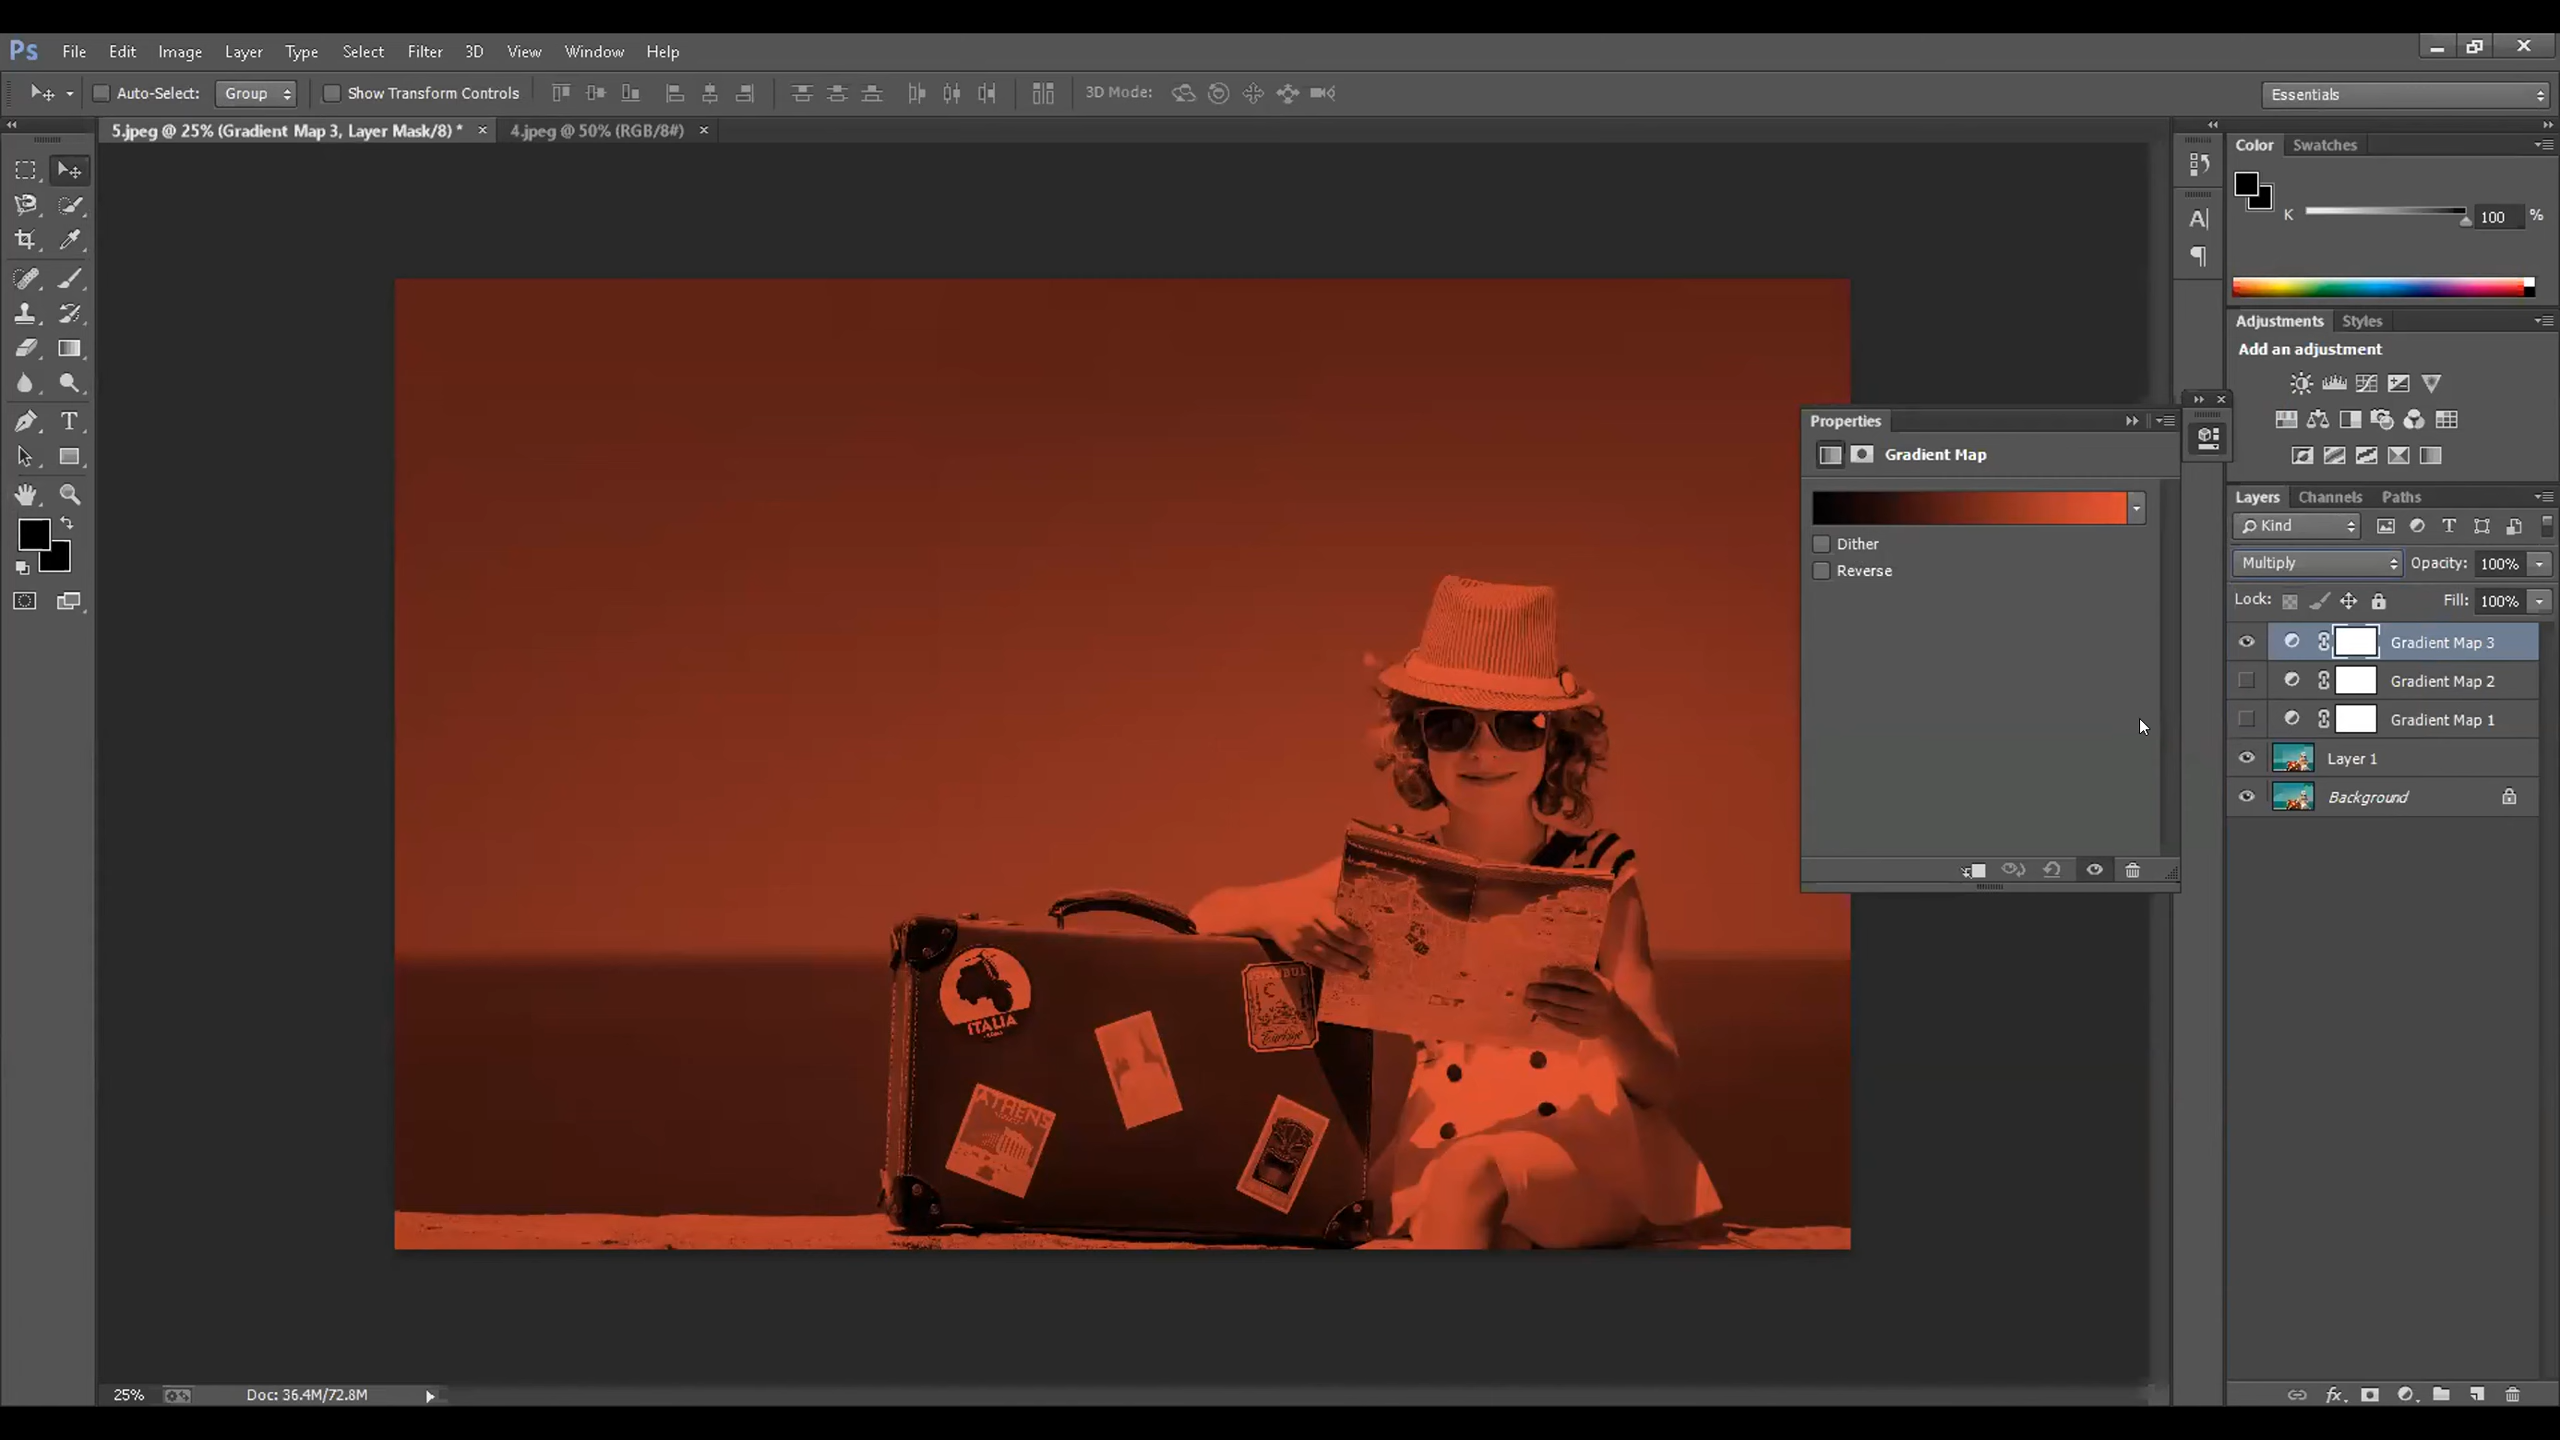 Ps File Edit Image Layer Type Select Filter 3D View Window Help
Auto-Select: Group Show Transform Controls 3D Mode: Essentials
5.jpeg @ 25% (Gradient Map 3, Layer Mask/8) * × 4.jpeg @ 50% (RGB/8#) ×
Color Swatches
K 100 %
Adjustments Styles
Add an adjustment
Properties
Gradient Map
Dither
Reverse
Layers Channels Paths
Kind
Multiply Opacity: 100%
Lock: Fill: 100%
Gradient Map 3
Gradient Map 2
Gradient Map 1
Layer 1
Background
T
ITALIA
ISTANBUL
ATHENS
25% Doc: 36.4M/72.8M